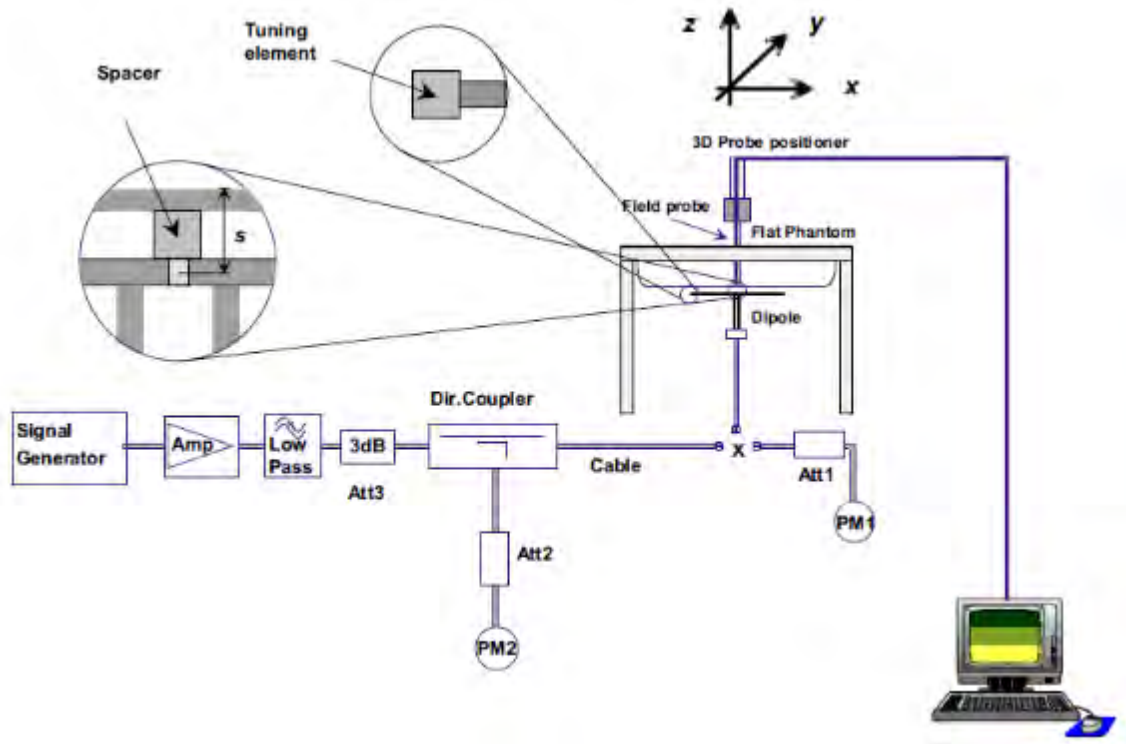 Tuning
element
Spacer
s
z
y
x
3D Probe positioner
Field probe
Flat Phantom
Dipole
Dir.Coupler
Signal
Generator
Amp
Low
Pass
3dB
Att3
Cable
x
Att1
PM1
Att2
PM2